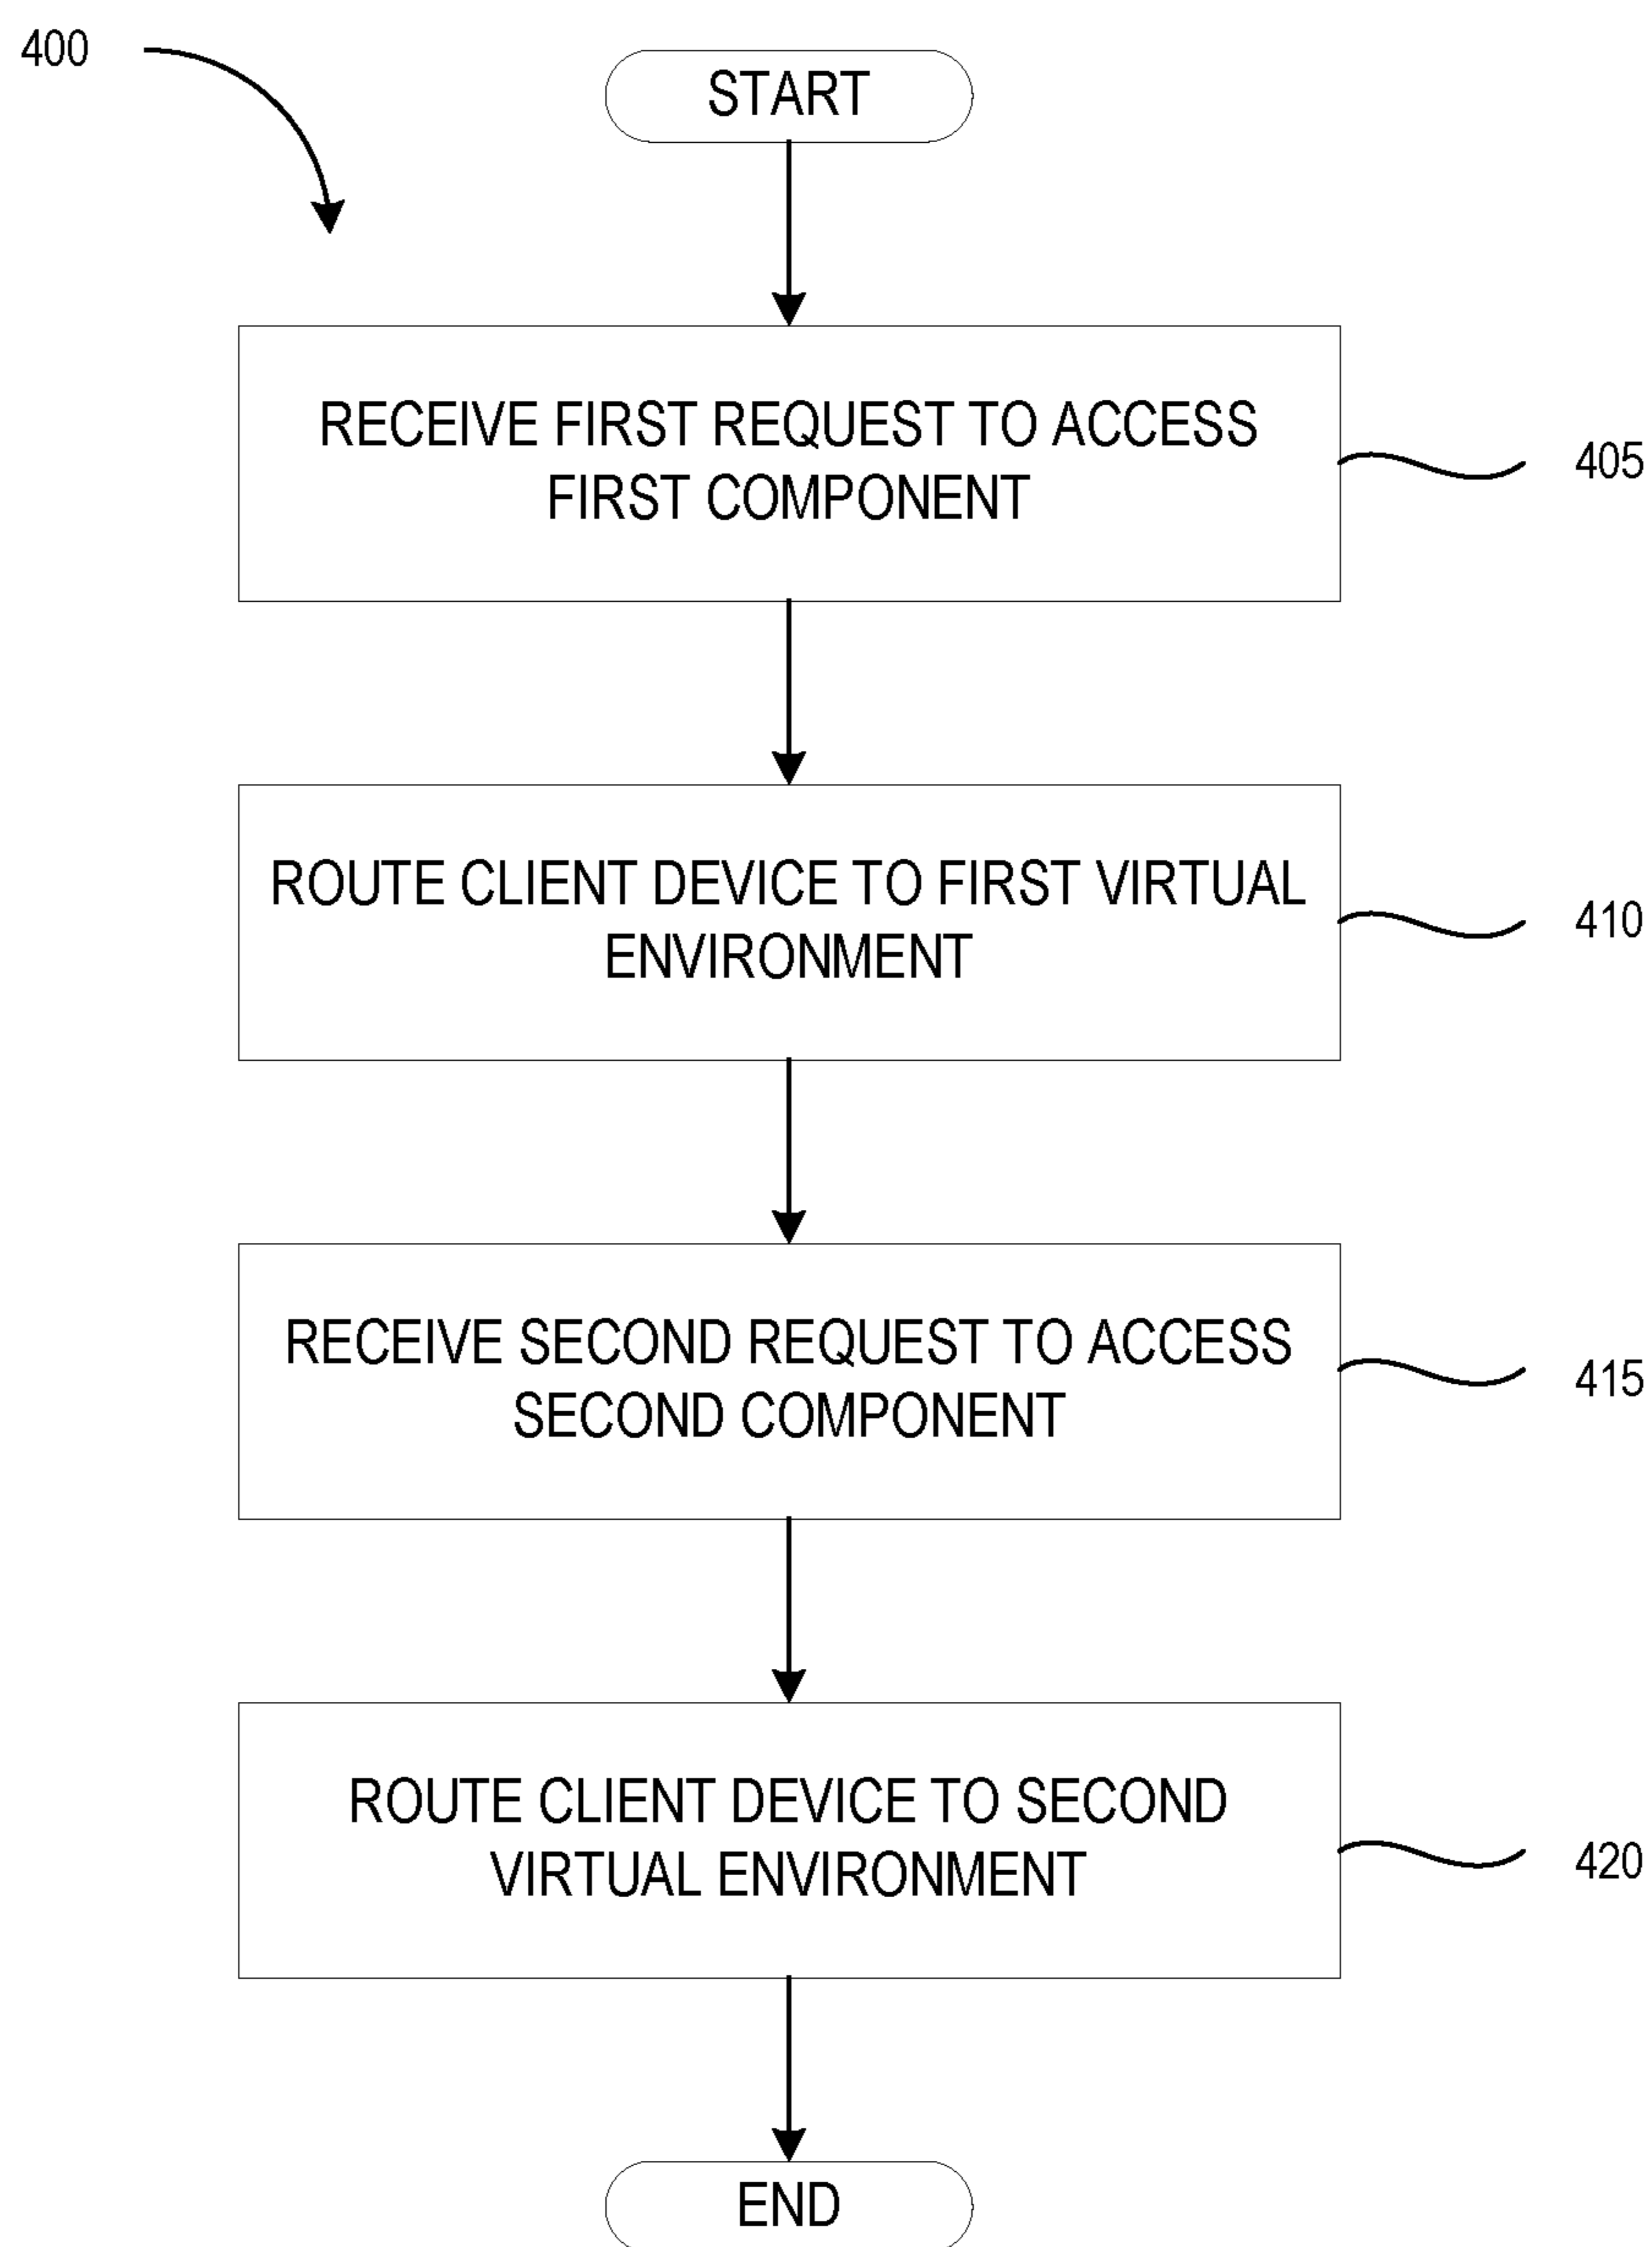 400
START
RECEIVE FIRST REQUEST TO ACCESS
FIRST COMPONENT
405
ROUTE CLIENT DEVICE TO FIRST VIRTUAL
ENVIRONMENT
410
RECEIVE SECOND REQUEST TO ACCESS
SECOND COMPONENT
415
ROUTE CLIENT DEVICE TO SECOND
VIRTUAL ENVIRONMENT
420
END